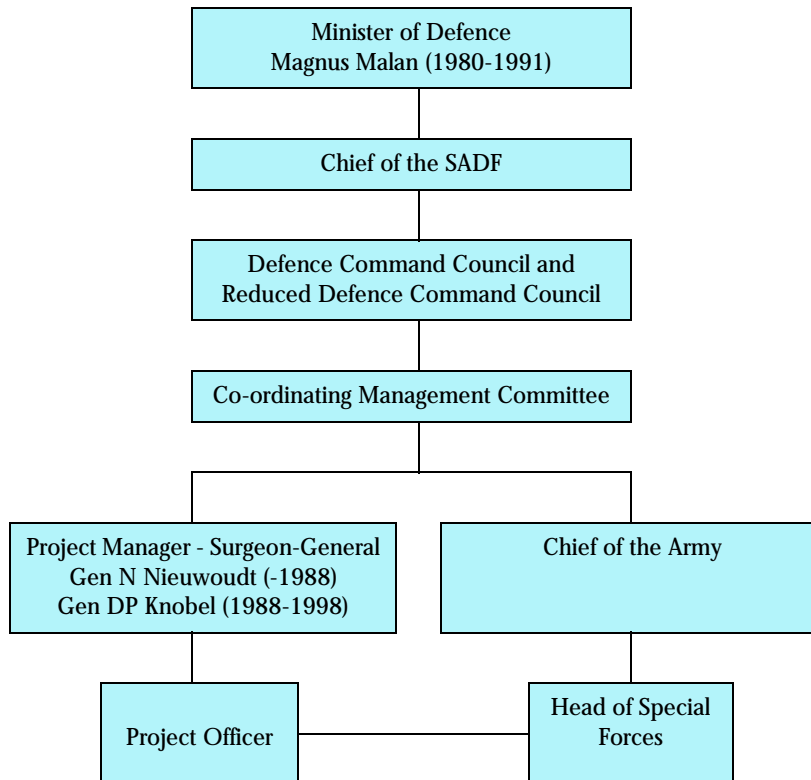 Minister of Defence
Magnus Malan (1980-1991)
Chief of the SADF
Defence Command Council and
Reduced Defence Command Council
Co-ordinating Management Committee
Project Manager - Surgeon-General
Gen N Nieuwoudt (-1988)
Gen DP Knobel (1988-1998)
Chief of the Army
Project Officer
Head of Special
Forces